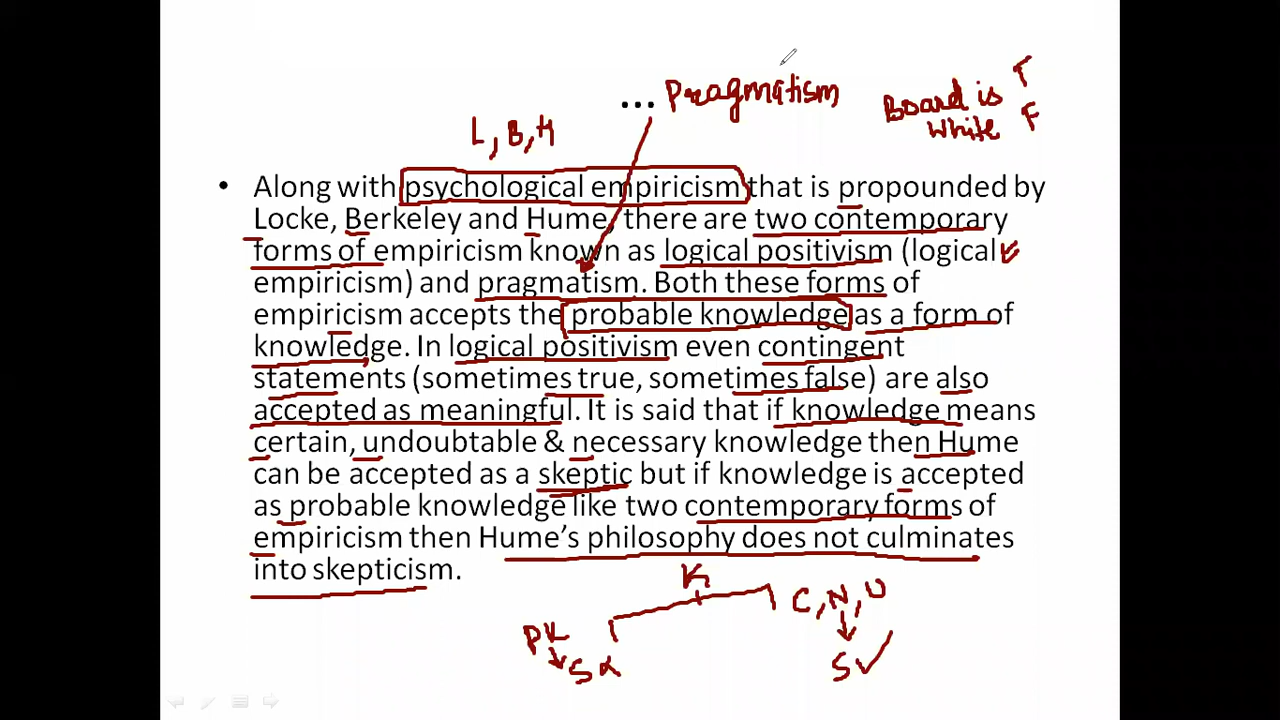 ... Pragmatism
Board is T
White F
L, B, H
• Along with psychological empiricism that is propounded by
Locke, Berkeley and Hume, there are two contemporary
forms of empiricism known as logical positivism (logical
empiricism) and pragmatism. Both these forms of
empiricism accepts the probable knowledge as a form of
knowledge. In logical positivism even contingent
statements (sometimes true, sometimes false) are also
accepted as meaningful. It is said that if knowledge means
certain, undoubtable & necessary knowledge then Hume
can be accepted as a skeptic but if knowledge is accepted
as probable knowledge like two contemporary forms of
empiricism then Hume's philosophy does not culminates
into skepticism.
K
C, N, U
PK
S
S